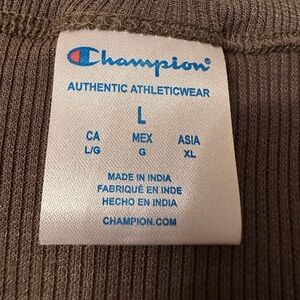 Champion
AUTHENTIC ATHLETICWEAR
L
CA MEX ASIA
L/G G XL
MADE IN INDIA
FABRIQUÉ EN INDE
HECHO EN INDIA
CHAMPION.COM